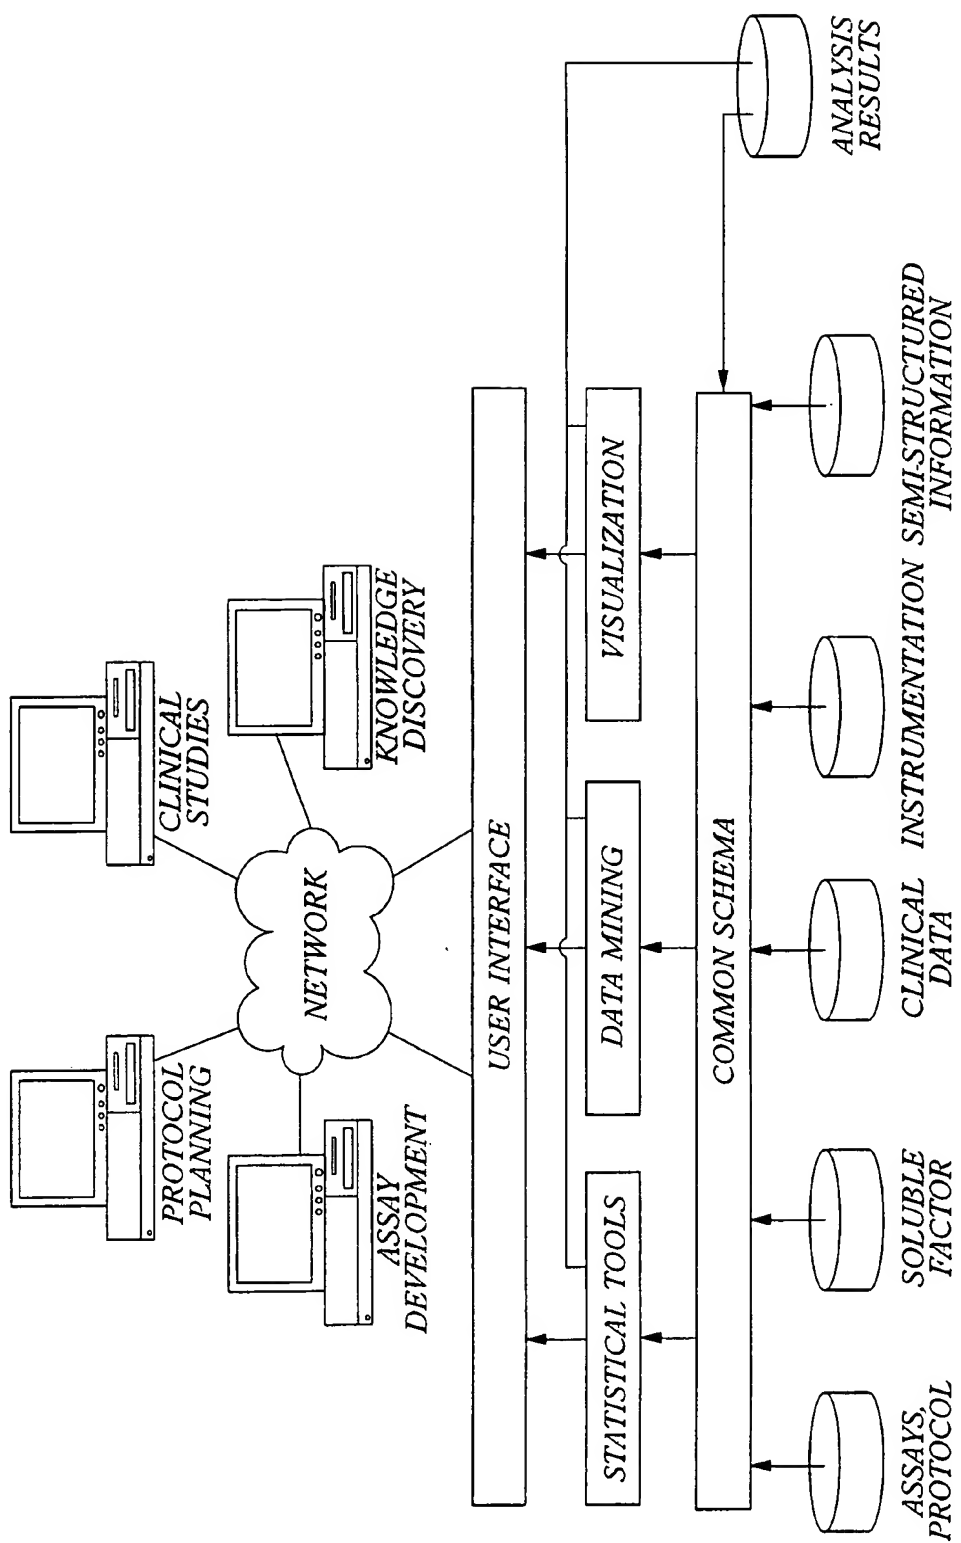 PROTOCOL
PLANNING
CLINICAL
STUDIES
ASSAY
DEVELOPMENT
NETWORK
KNOWLEDGE
DISCOVERY
USER INTERFACE
STATISTICAL TOOLS
DATA MINING
VISUALIZATION
COMMON SCHEMA
ASSAYS,
PROTOCOL
SOLUBLE
FACTOR
CLINICAL
DATA
INSTRUMENTATION
SEMI-STRUCTURED
INFORMATION
ANALYSIS
RESULTS